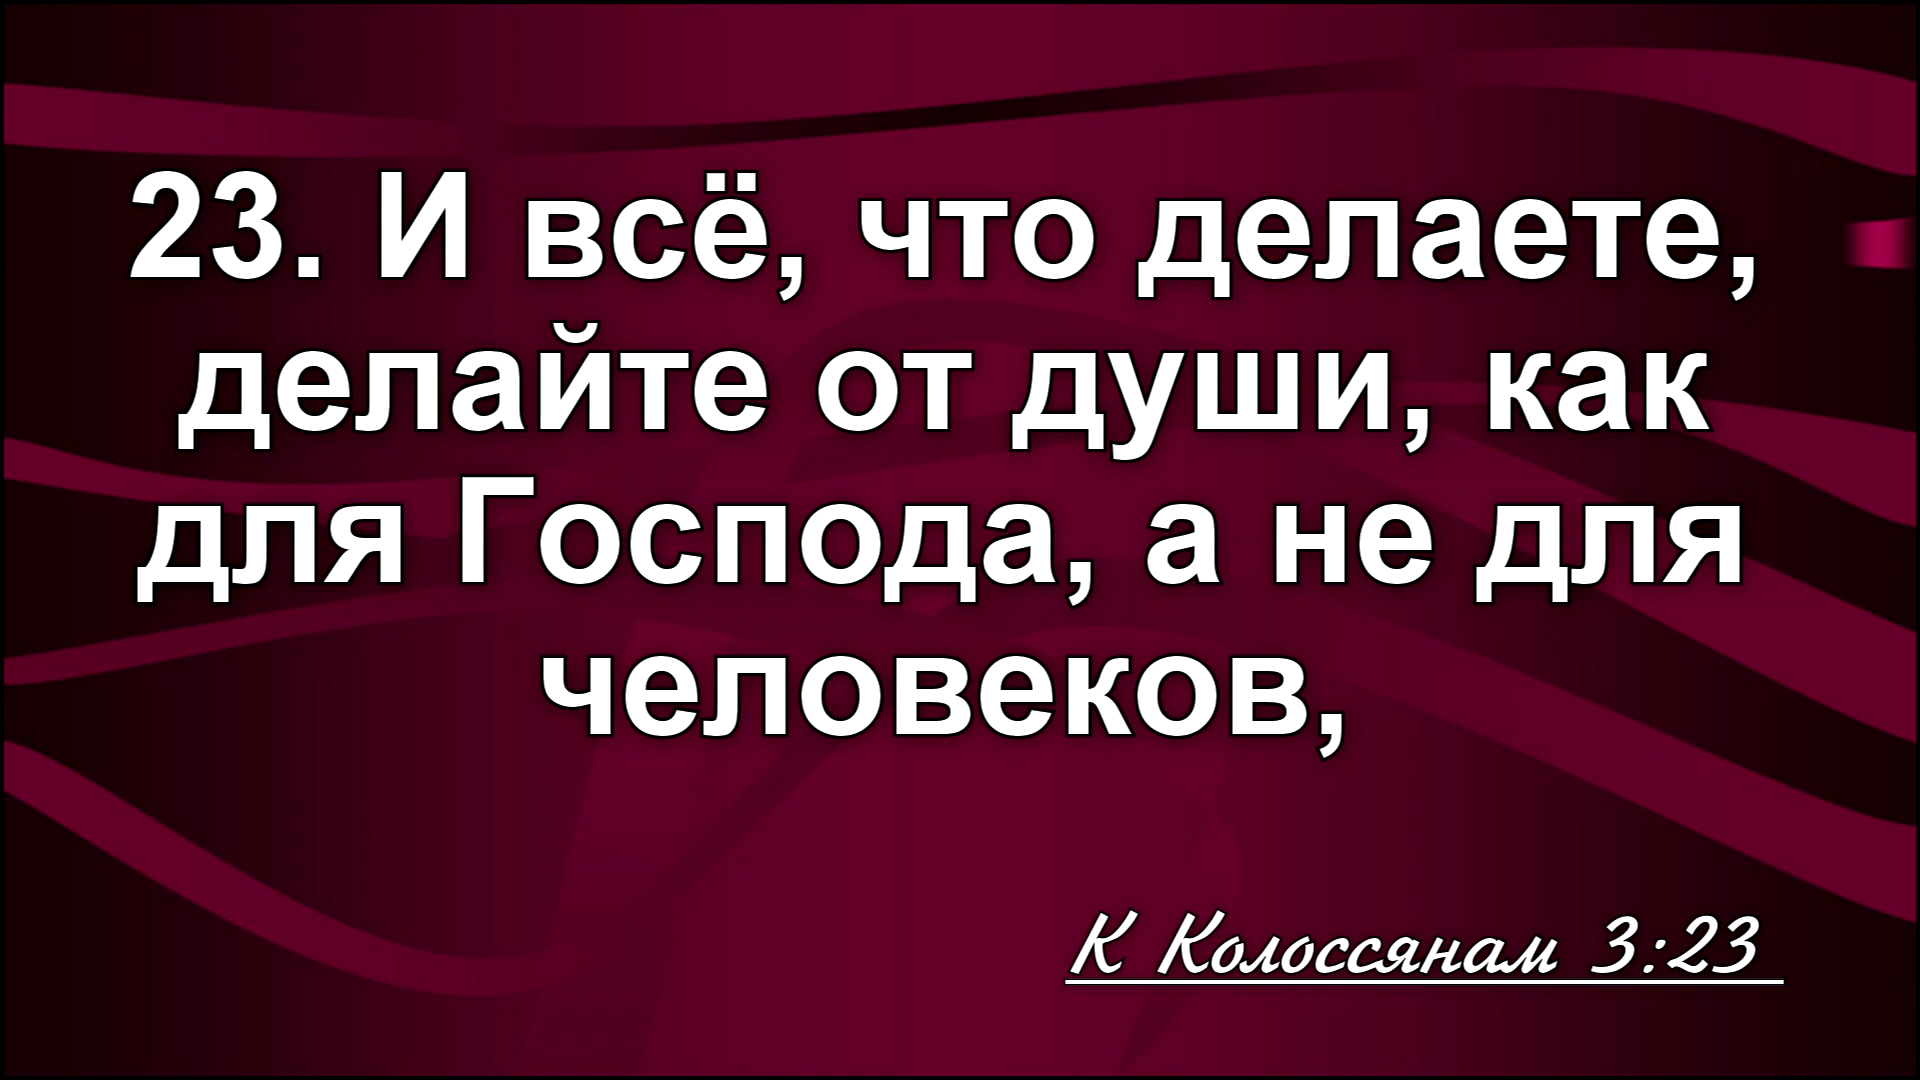 23. И всё, что делаете,
делайте от души, как
для Господа, а не для
человеков,
К Колоссянам 3:23